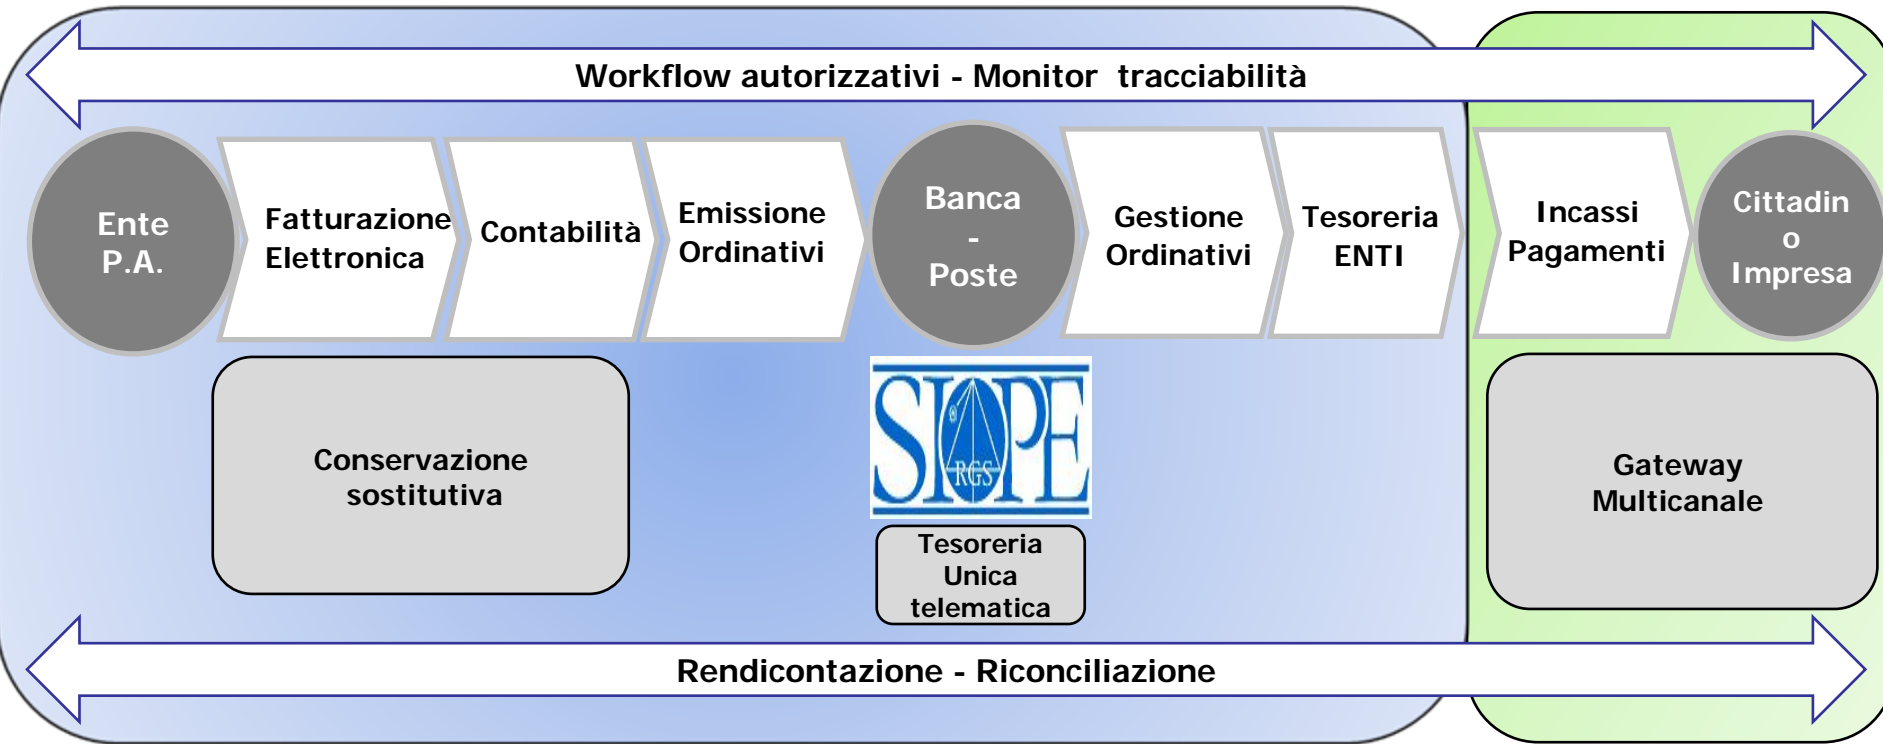 Workflow autorizzativi - Monitor tracciabilità
Ente
P.A.
Fatturazione
Elettronica
Contabilità
Emissione
Ordinativi
Banca
-
Poste
Gestione
Ordinativi
Tesoreria
ENTI
Incassi
Pagamenti
Cittadin
o
Impresa
Conservazione
sostitutiva
SIOPE
RGS
Tesoreria
Unica
telematica
Gateway
Multicanale
Rendicontazione - Riconciliazione